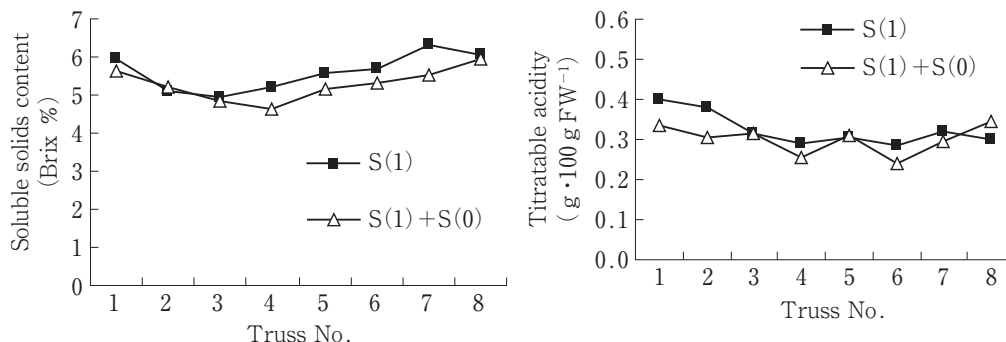 Soluble solids content
(Brix %)
7
6
5
4
3
2
1
0
S(1)
S(1)+S(0)
1 2 3 4 5 6 7 8
Truss No.
Titratable acidity
(g·100 g FW⁻¹)
0.6
0.5
0.4
0.3
0.2
0.1
0.0
S(1)
S(1)+S(0)
1 2 3 4 5 6 7 8
Truss No.